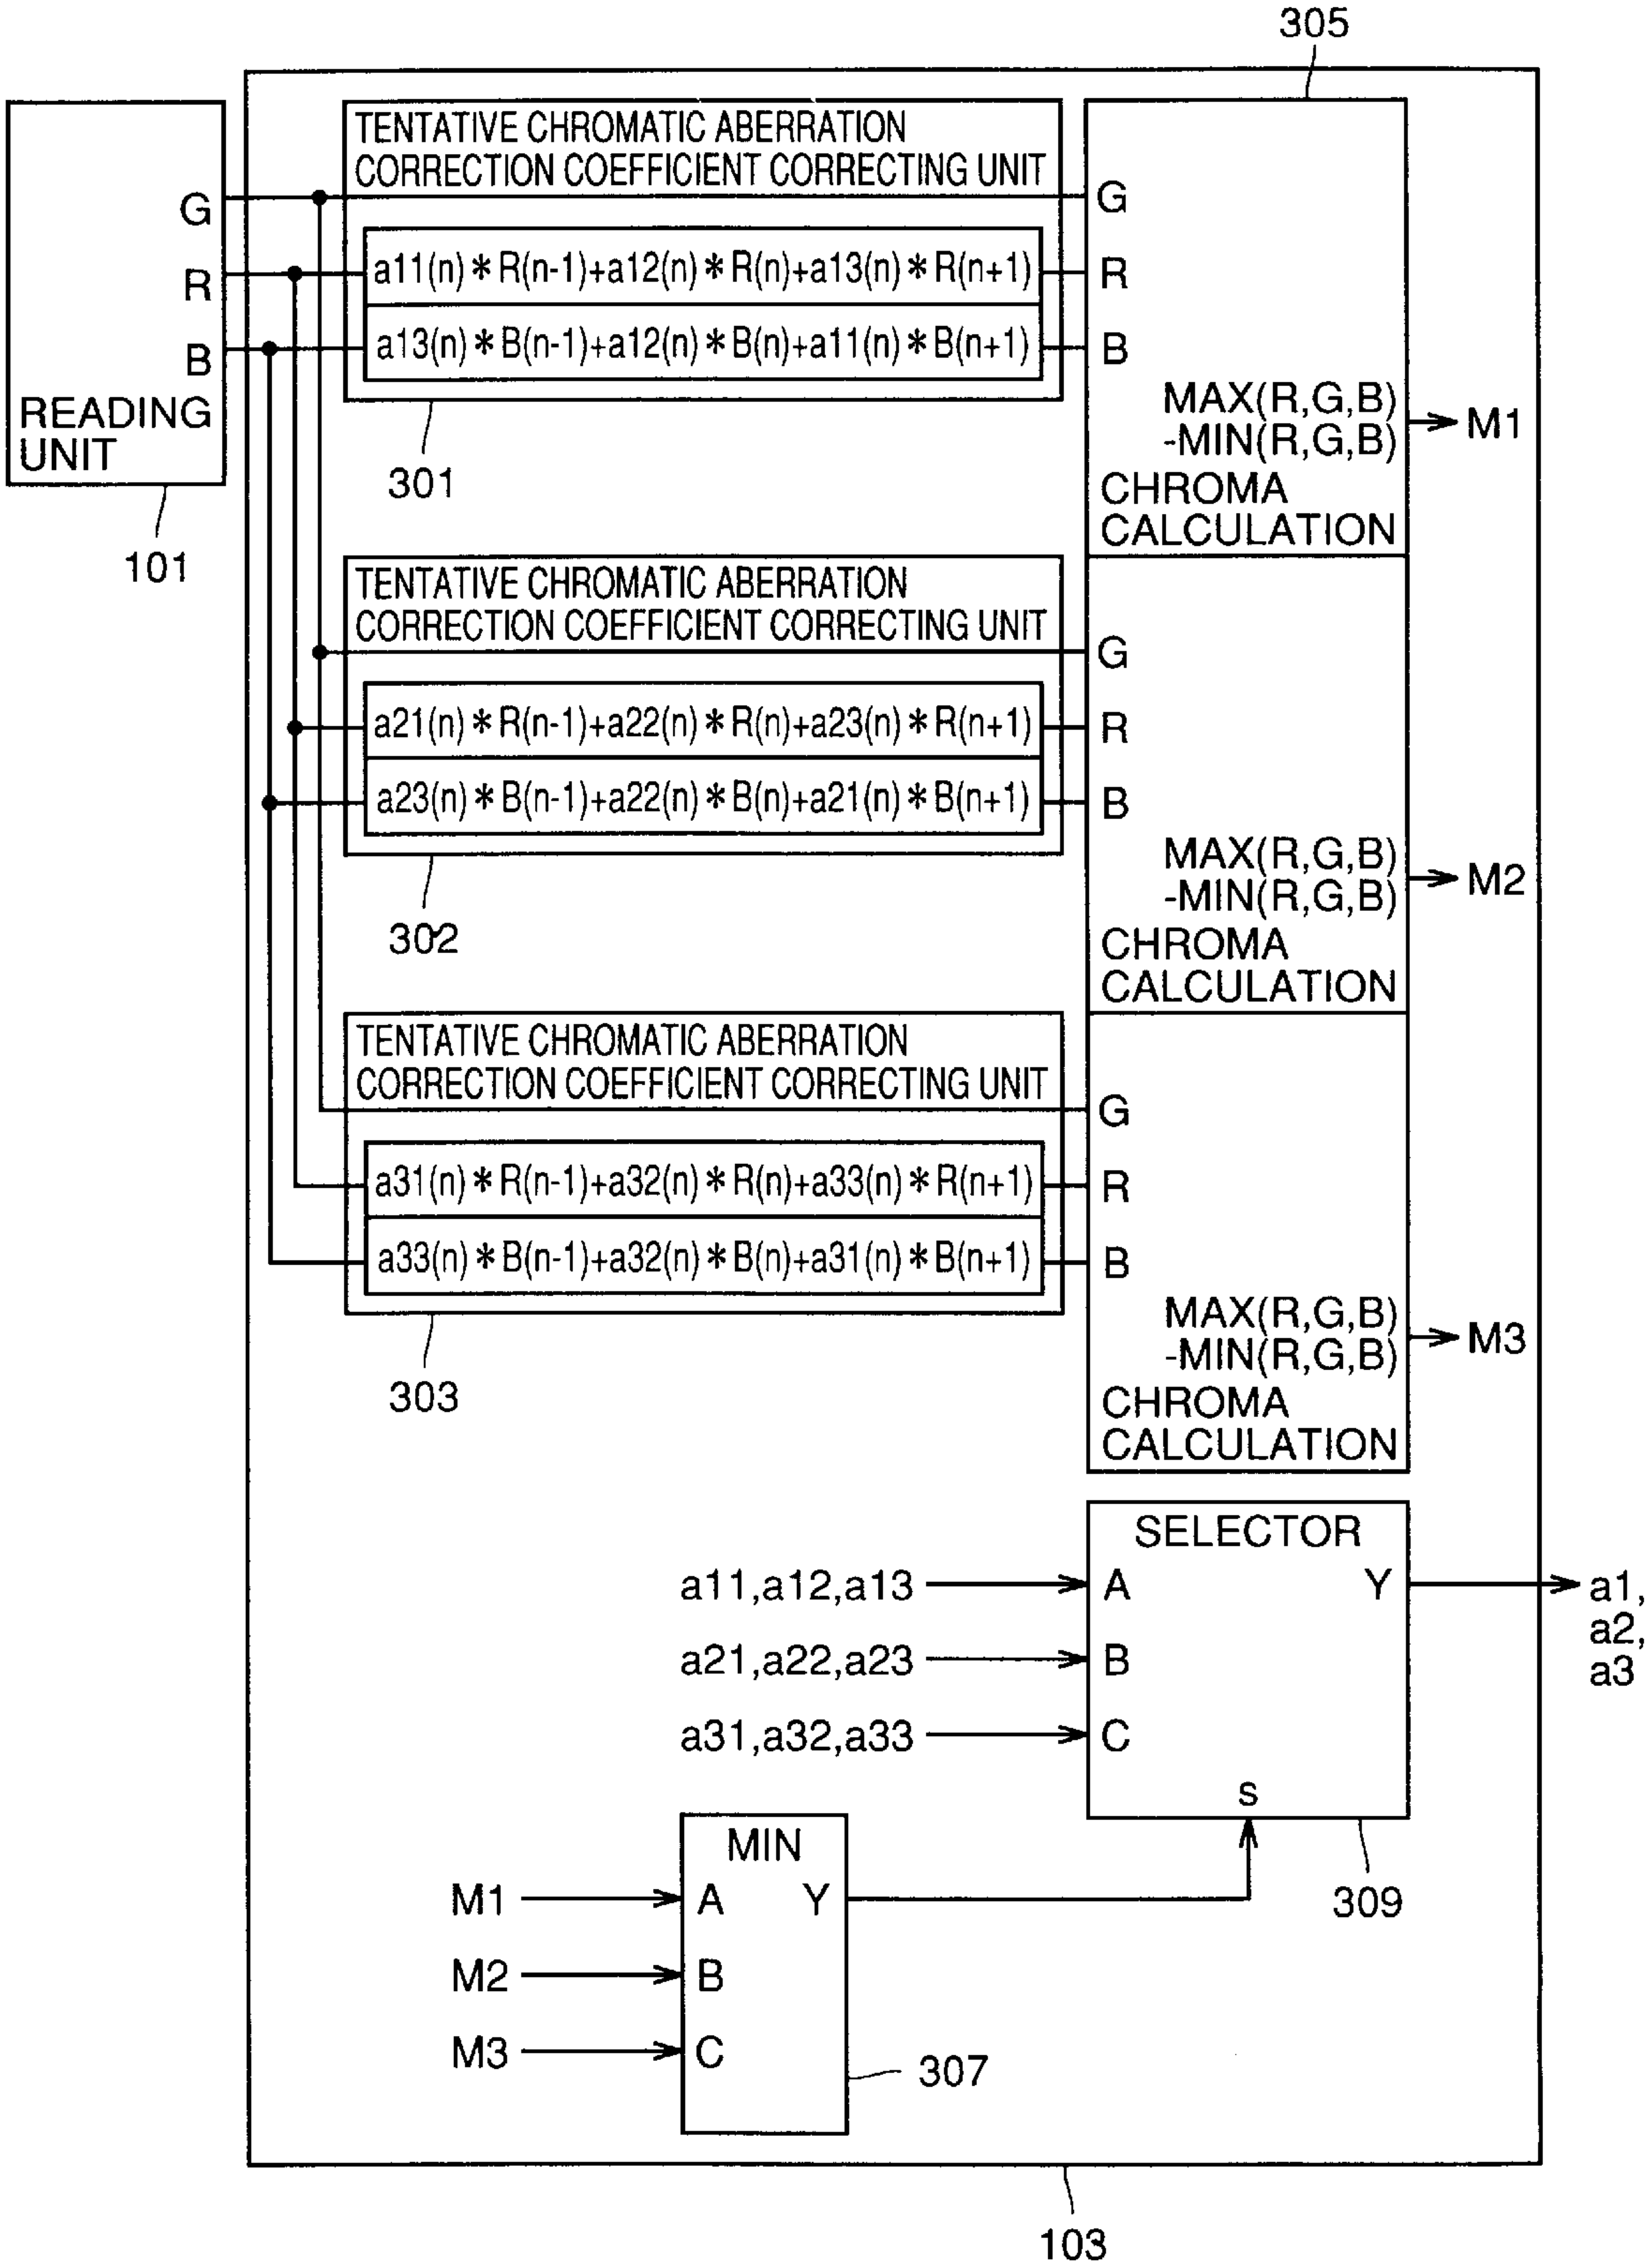 305
TENTATIVE CHROMATIC ABERRATION
CORRECTION COEFFICIENT CORRECTING UNIT
G
G
R
a11(n)*R(n-1)+a12(n)*R(n)+a13(n)*R(n+1)
R
B
a13(n)*B(n-1)+a12(n)*B(n)+a11(n)*B(n+1)
B
READING
UNIT
MAX(R,G,B)
-MIN(R,G,B)
M1
CHROMA
CALCULATION
301
101
TENTATIVE CHROMATIC ABERRATION
CORRECTION COEFFICIENT CORRECTING UNIT
G
a21(n)*R(n-1)+a22(n)*R(n)+a23(n)*R(n+1)
R
a23(n)*B(n-1)+a22(n)*B(n)+a21(n)*B(n+1)
B
MAX(R,G,B)
-MIN(R,G,B)
M2
302
CHROMA
CALCULATION
TENTATIVE CHROMATIC ABERRATION
CORRECTION COEFFICIENT CORRECTING UNIT
G
a31(n)*R(n-1)+a32(n)*R(n)+a33(n)*R(n+1)
R
a33(n)*B(n-1)+a32(n)*B(n)+a31(n)*B(n+1)
B
MAX(R,G,B)
-MIN(R,G,B)
M3
303
CHROMA
CALCULATION
SELECTOR
a11,a12,a13
A
Y
a1,
a2,
a3
a21,a22,a23
B
a31,a32,a33
C
s
309
MIN
M1
A
Y
M2
B
M3
C
307
103